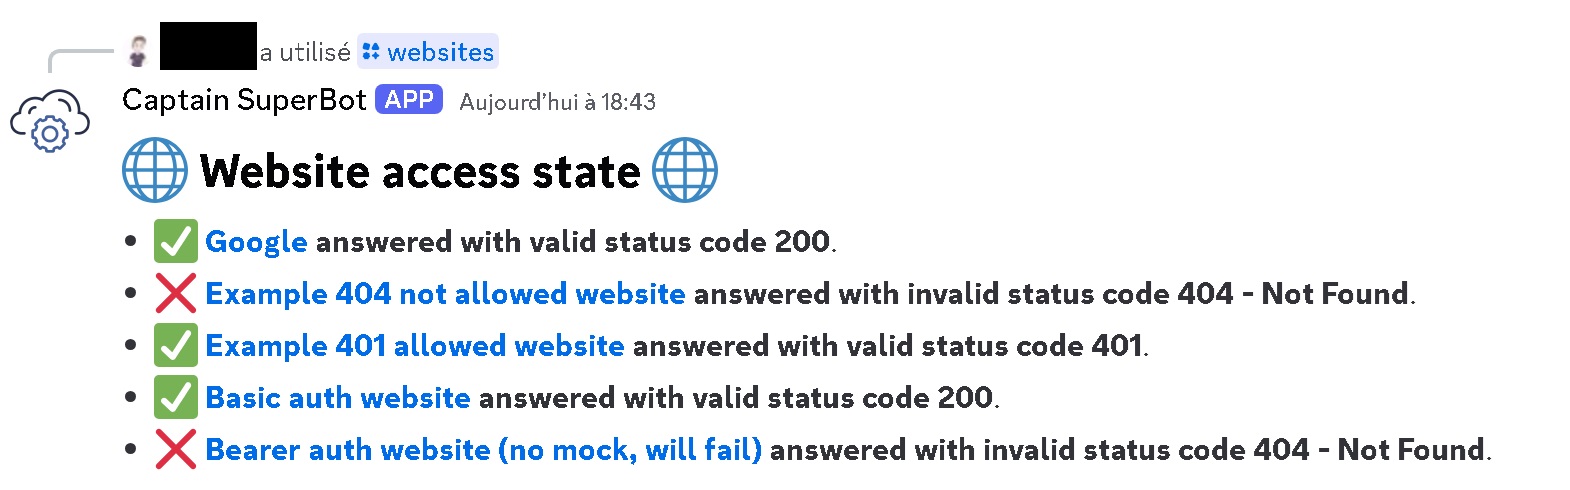 a utilisé websites
Captain SuperBot APP Aujourd'hui à 18:43
Website access state
• Google answered with valid status code 200.
• Example 404 not allowed website answered with invalid status code 404 - Not Found.
• Example 401 allowed website answered with valid status code 401.
• Basic auth website answered with valid status code 200.
• Bearer auth website (no mock, will fail) answered with invalid status code 404 - Not Found.